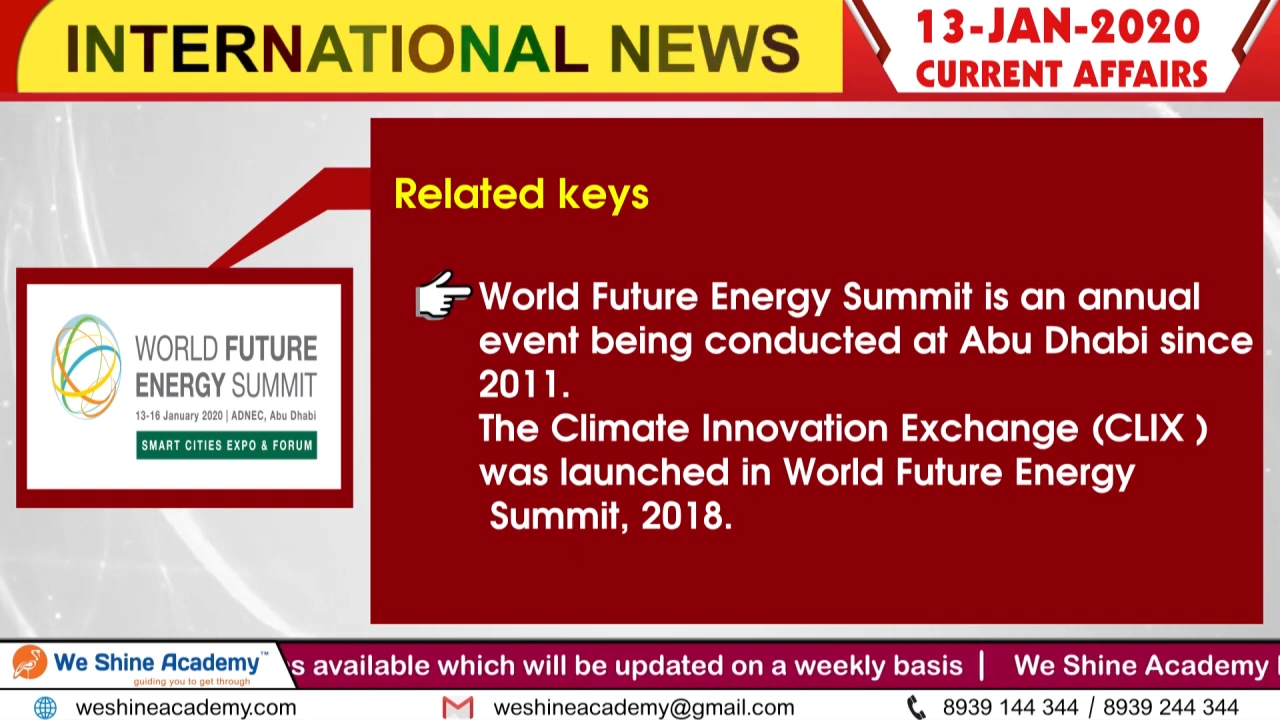 INTERNATIONAL NEWS
13-JAN-2020
CURRENT AFFAIRS
Related keys
World Future Energy Summit is an annual
event being conducted at Abu Dhabi since
2011.
The Climate Innovation Exchange (CLIX )
was launched in World Future Energy
Summit, 2018.
WORLD FUTURE
ENERGY SUMMIT
13-16 January 2020 | ADNEC, Abu Dhabi
SMART CITIES EXPO & FORUM
We Shine Academy™
guiding you to get through
s available which will be updated on a weekly basis | We Shine Academy
weshineacademy.com
weshineacademy@gmail.com
8939 144 344 / 8939 244 344